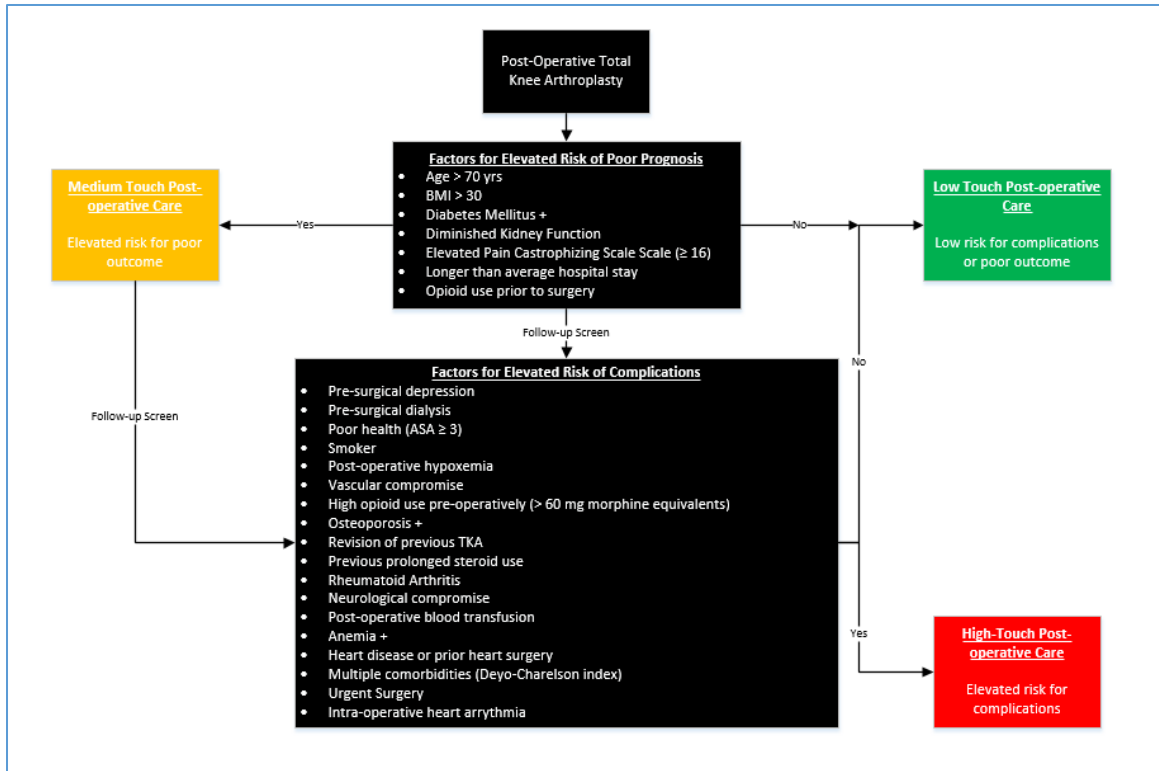 Post-Operative Total
Knee Arthroplasty
Factors for Elevated Risk of Poor Prognosis
• Age > 70 yrs
• BMI > 30
• Diabetes Mellitus +
• Diminished Kidney Function
• Elevated Pain Castrophizing Scale Scale (≥ 16)
• Longer than average hospital stay
• Opioid use prior to surgery
Yes
No
Medium Touch Post-
operative Care
Elevated risk for poor
outcome
Low Touch Post-operative
Care
Low risk for complications
or poor outcome
Follow-up Screen
Follow-up Screen
Factors for Elevated Risk of Complications
• Pre-surgical depression
• Pre-surgical dialysis
• Poor health (ASA ≥ 3)
• Smoker
• Post-operative hypoxemia
• Vascular compromise
• High opioid use pre-operatively (> 60 mg morphine equivalents)
• Osteoporosis +
• Revision of previous TKA
• Previous prolonged steroid use
• Rheumatoid Arthritis
• Neurological compromise
• Post-operative blood transfusion
• Anemia +
• Heart disease or prior heart surgery
• Multiple comorbidities (Deyo-Charelson index)
• Urgent Surgery
• Intra-operative heart arrythmia
No
Yes
High-Touch Post-
operative Care
Elevated risk for
complications